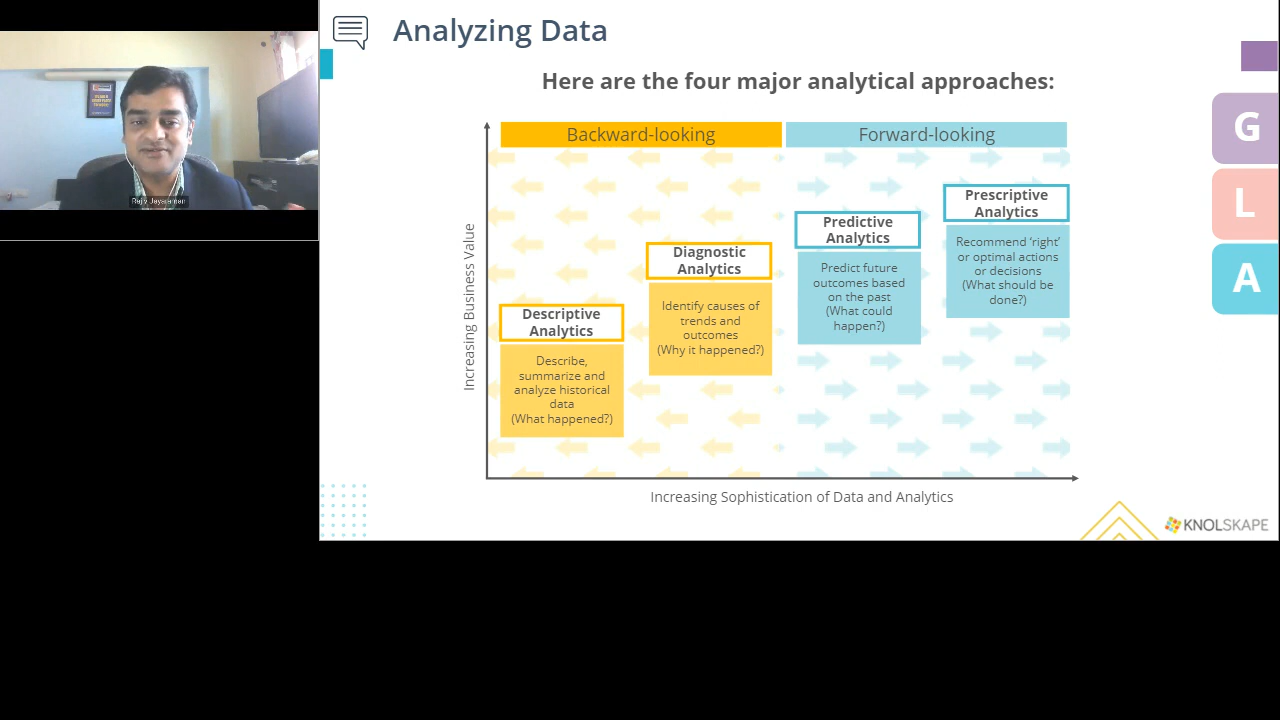 Analyzing Data
Here are the four major analytical approaches:
Backward-looking
Forward-looking
G
L
A
Increasing Business Value
Descriptive
Analytics
Describe,
summarize and
analyze historical
data
(What happened?)
Diagnostic
Analytics
Identify causes of
trends and
outcomes
(Why it happened?)
Predictive
Analytics
Predict future
outcomes based
on the past
(What could
happen?)
Prescriptive
Analytics
Recommend ‘right’
or optimal actions
or decisions
(What should be
done?)
Increasing Sophistication of Data and Analytics
KNOLSKAPE
Rajiv Jayaraman